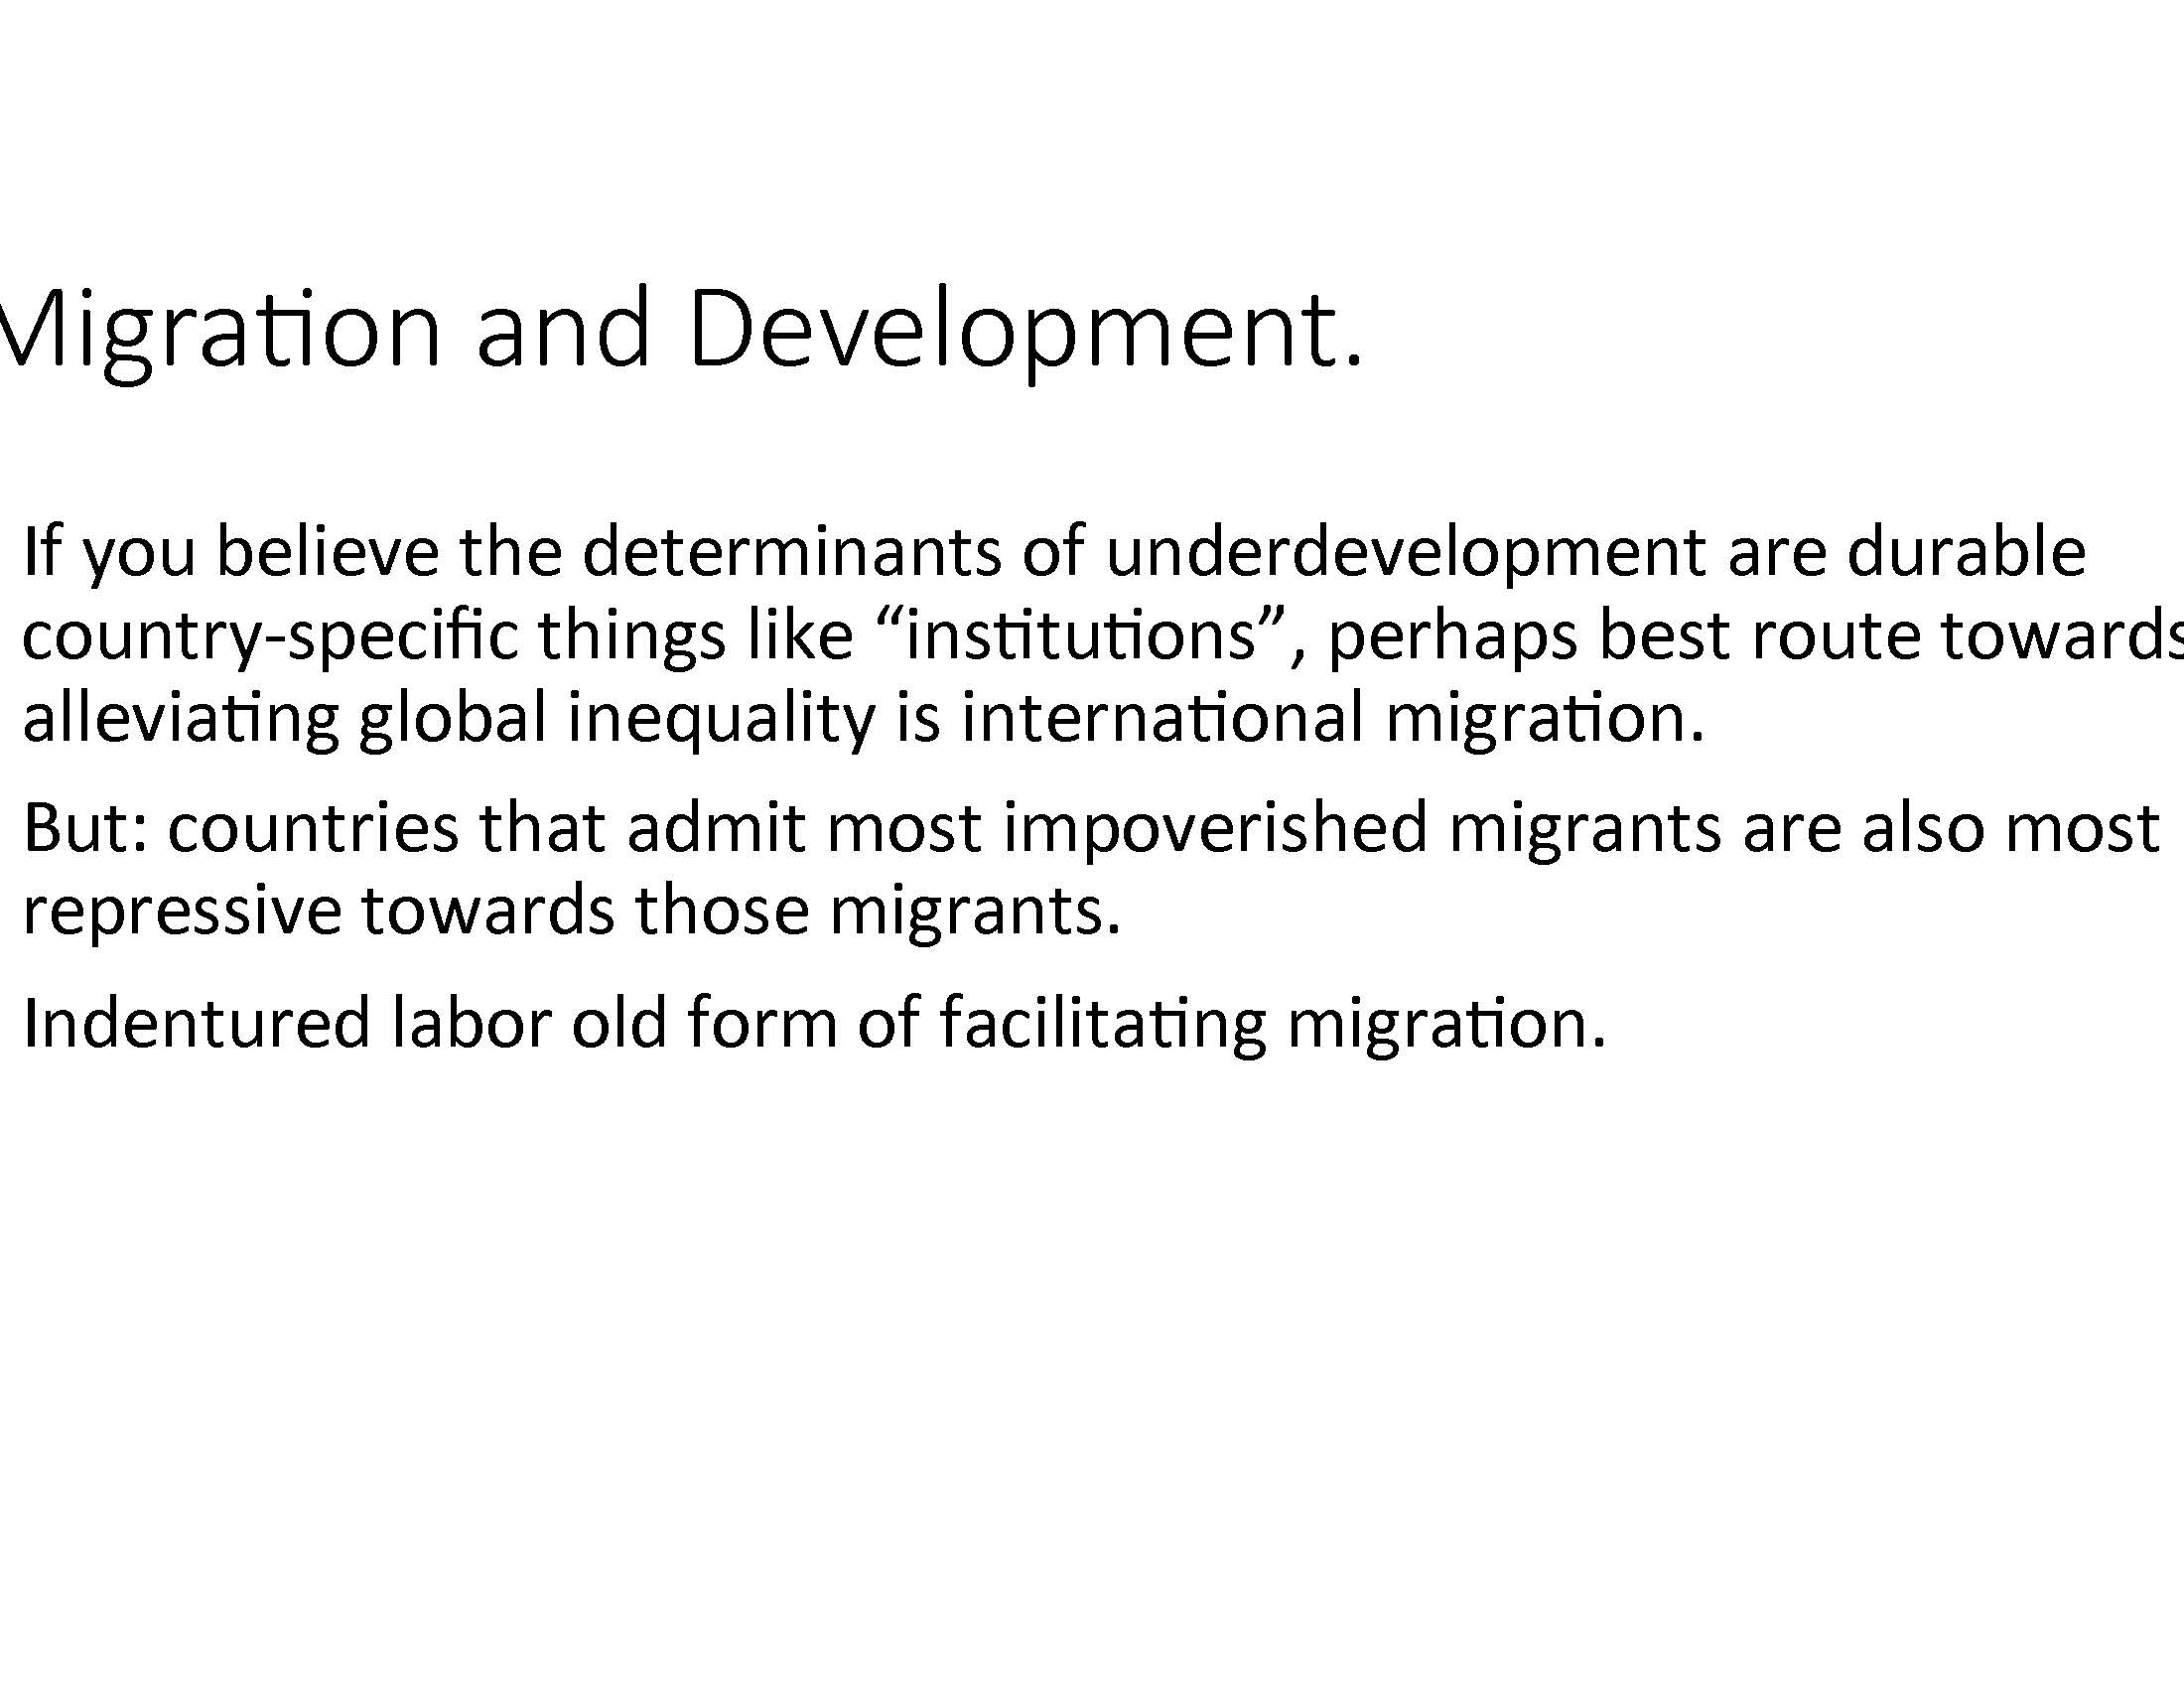 Migration and Development.
If you believe the determinants of underdevelopment are durable
country-specific things like “institutions”, perhaps best route towards
alleviating global inequality is international migration.
But: countries that admit most impoverished migrants are also most
repressive towards those migrants.
Indentured labor old form of facilitating migration.